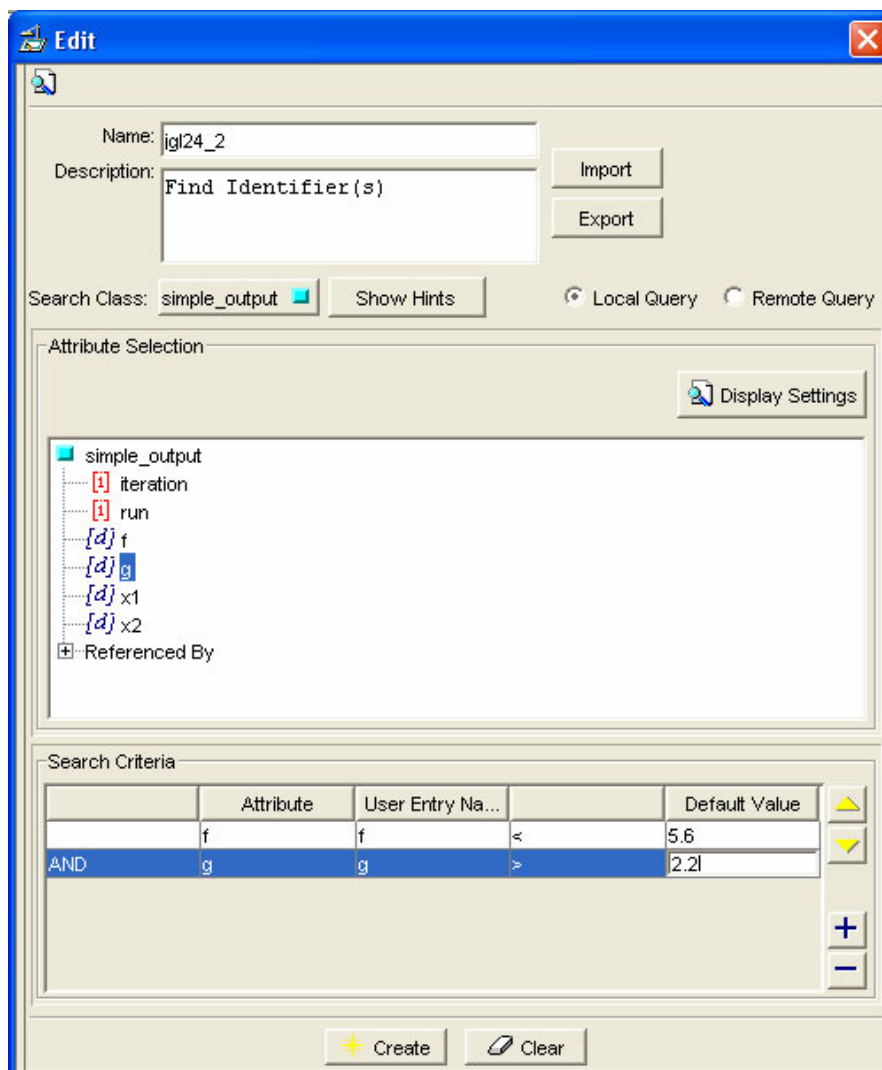 Edit
Name: igl24_2
Description: Find Identifier(s)
Import
Export
Search Class: simple_output Show Hints Local Query Remote Query
Attribute Selection
Display Settings
simple_output
[i] iteration
[i] run
[d] f
[d] g
[d] x1
[d] x2
Referenced By
Search Criteria
Attribute User Entry Na... Default Value
f f < 5.6
AND g g > 2.2
Create Clear